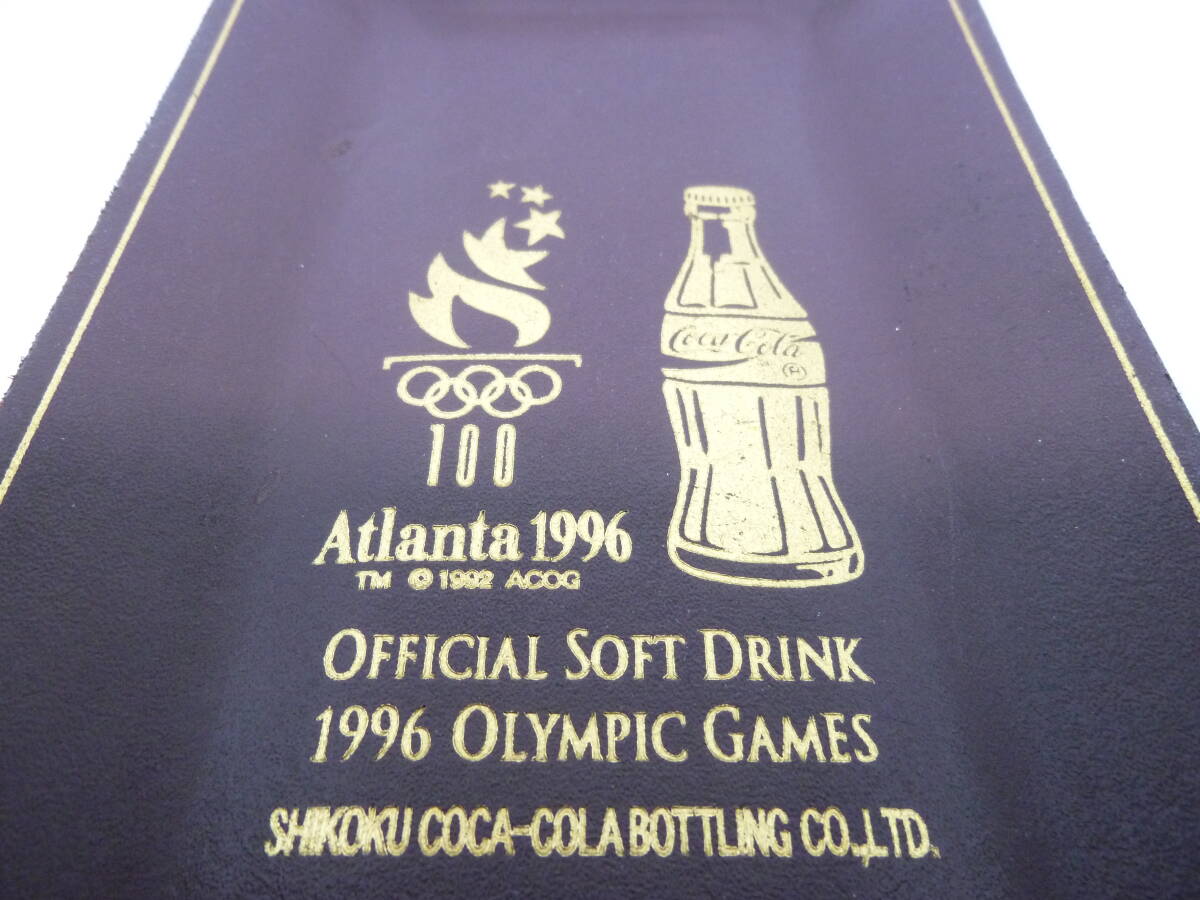 Coca-Cola
®
100
Atlanta 1996
TM © 1992 ACOG
OFFICIAL SOFT DRINK
1996 OLYMPIC GAMES
SHIKOKU COCA-COLA BOTTLING CO.,LTD.